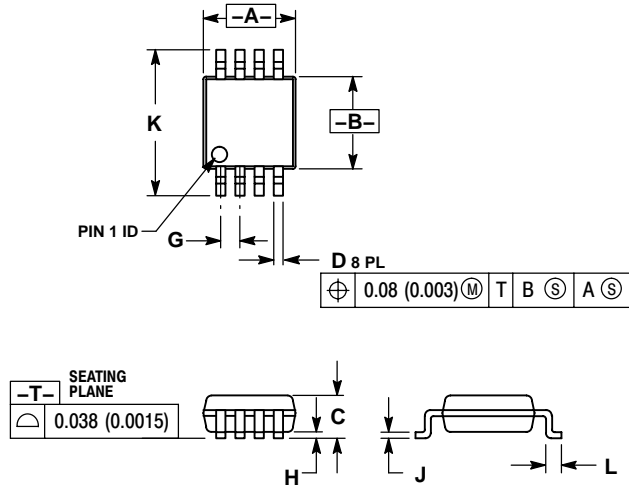 –A–
K
–B–
PIN 1 ID
G
D 8 PL
⌖ 0.08 (0.003) Ⓜ T B Ⓢ A Ⓢ
–T– SEATING PLANE
⌓ 0.038 (0.0015)
C
H
J
L